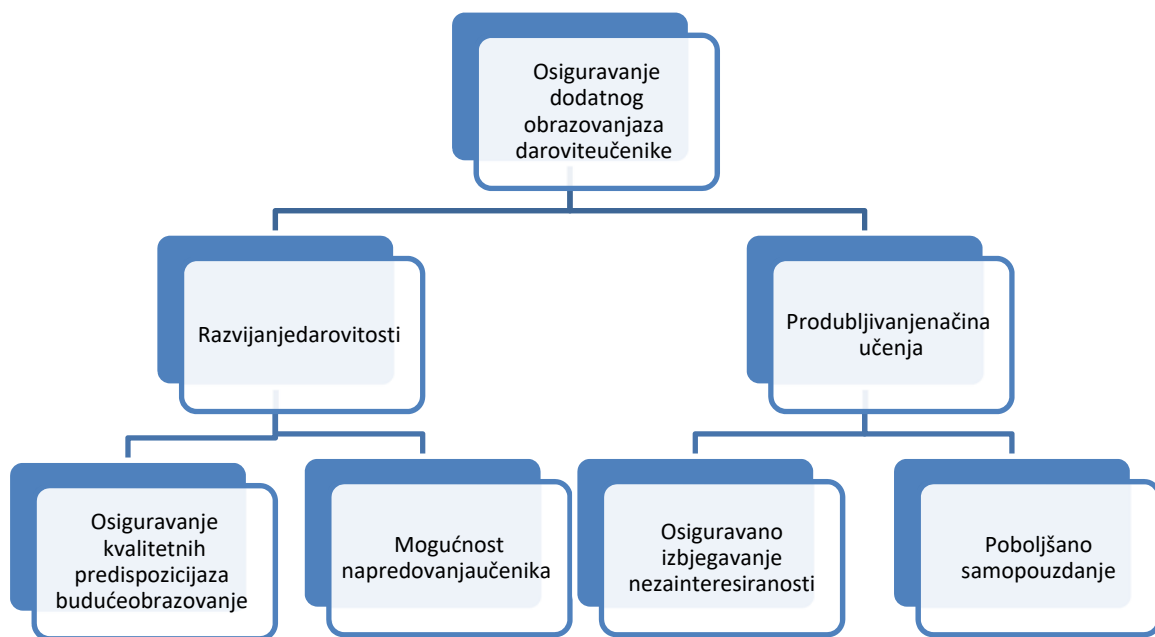 Osiguravanje
dodatnog
obrazovanjaza
daroviteučenike
Razvijanjedarovitosti
Produbljivanjenačina
učenja
Osiguravanje
kvalitetnih
predispozicijaza
budućeobrazovanje
Mogućnost
napredovanjaučenika
Osiguravano
izbjegavanje
nezainteresiranosti
Poboljšano
samopouzdanje